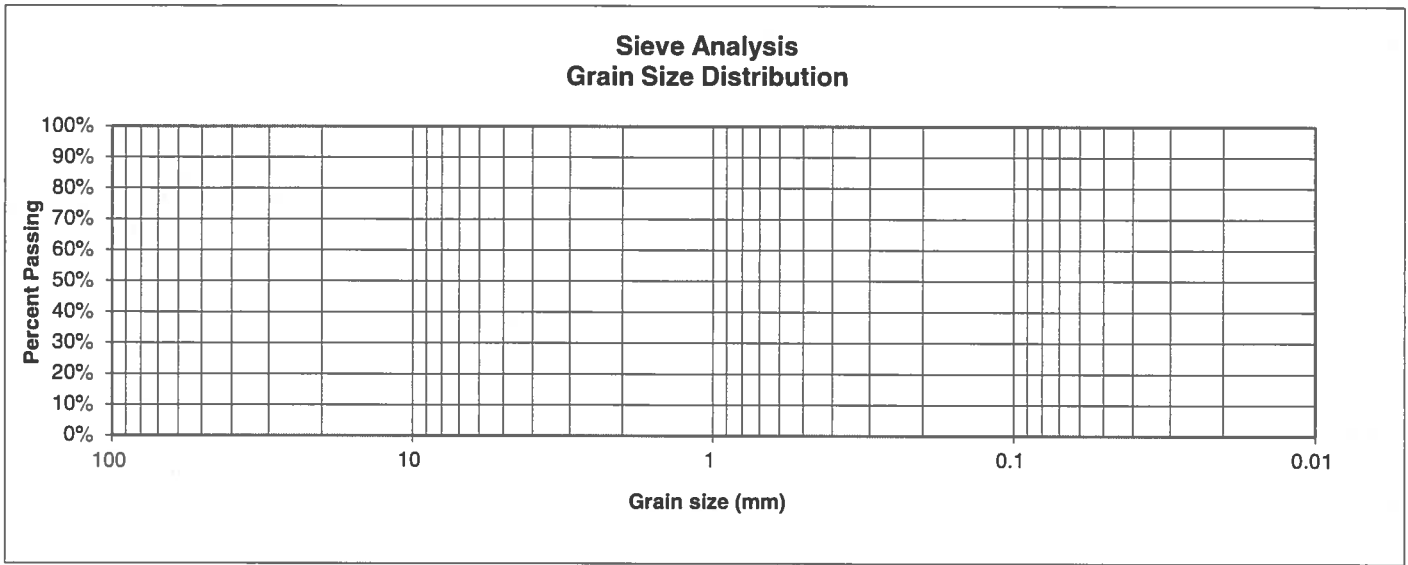 Sieve Analysis
Grain Size Distribution
Percent Passing
100%
90%
80%
70%
60%
50%
40%
30%
20%
10%
0%
100 10 1 0.1 0.01
Grain size (mm)